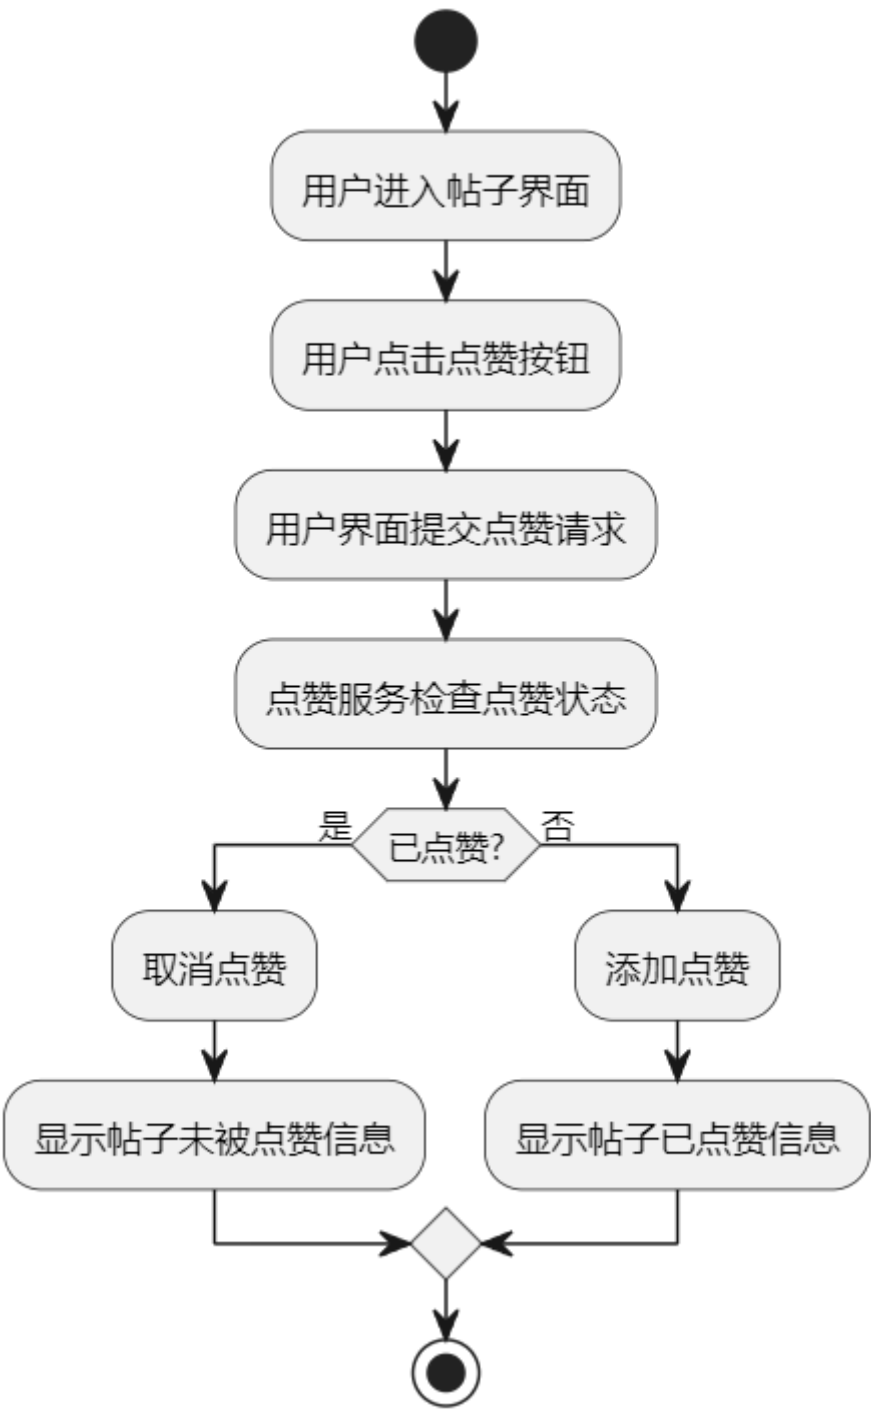 用户进入帖子界面
用户点击点赞按钮
用户界面提交点赞请求
点赞服务检查点赞状态
是
已点赞?
否
取消点赞
添加点赞
显示帖子未被点赞信息
显示帖子已点赞信息